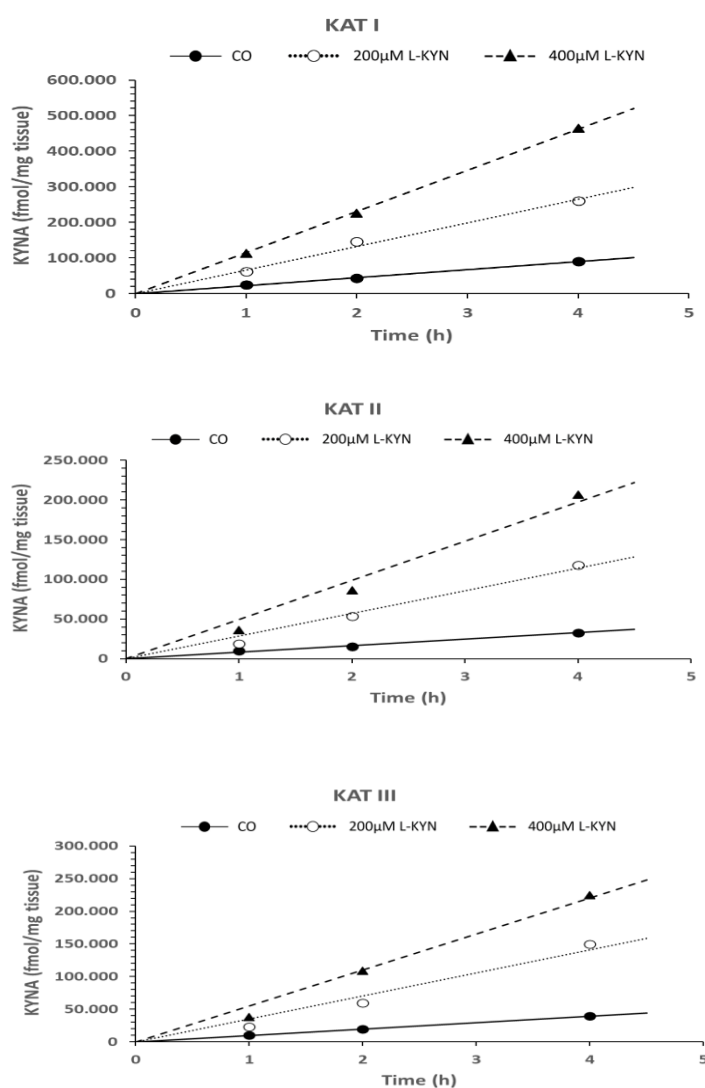 KAT I
CO 200µM L-KYN 400µM L-KYN
KYNA (fmol/mg tissue)
600.000
500.000
400.000
300.000
200.000
100.000
0
0 1 2 3 4 5
Time (h)
KAT II
CO 200µM L-KYN 400µM L-KYN
KYNA (fmol/mg tissue)
250.000
200.000
150.000
100.000
50.000
0
0 1 2 3 4 5
Time (h)
KAT III
CO 200µM L-KYN 400µM L-KYN
KYNA (fmol/mg tissue)
300.000
250.000
200.000
150.000
100.000
50.000
0
0 1 2 3 4 5
Time (h)